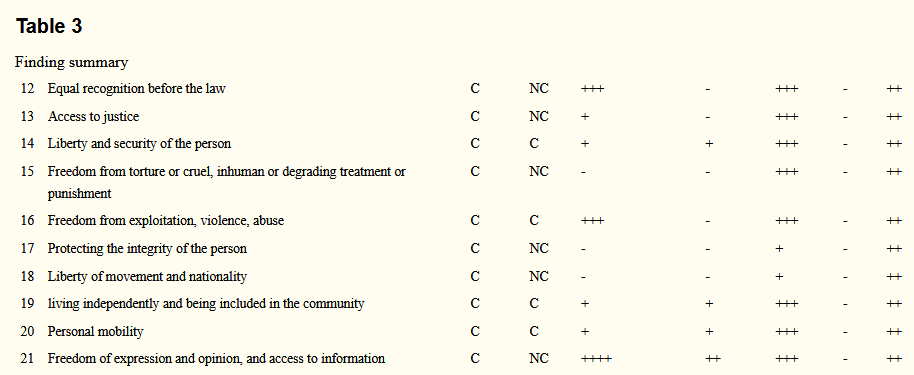 Table 3
Finding summary
12 Equal recognition before the law C NC +++ - +++ - ++
13 Access to justice C NC + - +++ - ++
14 Liberty and security of the person C C + + +++ - ++
15 Freedom from torture or cruel, inhuman or degrading treatment or C NC - - +++ - ++
punishment
16 Freedom from exploitation, violence, abuse C C +++ - +++ - ++
17 Protecting the integrity of the person C NC - - + - ++
18 Liberty of movement and nationality C NC - - + - ++
19 living independently and being included in the community C C + + +++ - ++
20 Personal mobility C C + + +++ - ++
21 Freedom of expression and opinion, and access to information C NC ++++ ++ +++ - ++